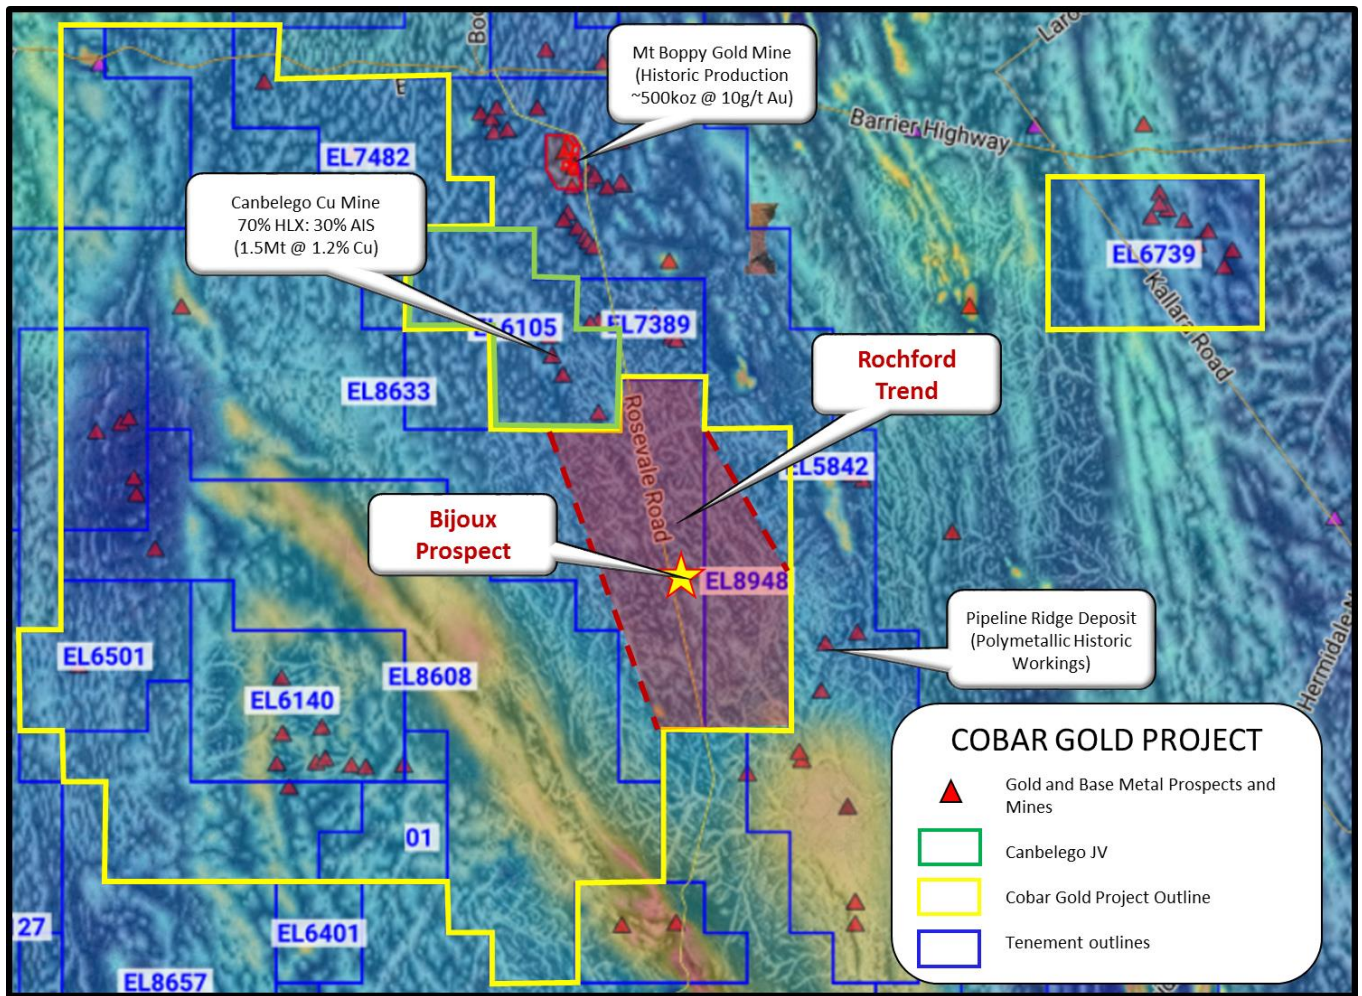 Mt Boppy Gold Mine
(Historic Production
~500koz @ 10g/t Au)
Barrier Highway
EL7482
Canbelego Cu Mine
70% HLX: 30% AIS
(1.5Mt @ 1.2% Cu)
EL6739
Kallara Road
EL6105
EL7389
Rochford
Trend
EL8633
Rosevale Road
EL5842
Bijoux
Prospect
EL8948
Pipeline Ridge Deposit
(Polymetallic Historic
Workings)
EL6501
EL8608
EL6140
Hermidale
COBAR GOLD PROJECT
Gold and Base Metal Prospects and
Mines
Canbelego JV
Cobar Gold Project Outline
Tenement outlines
01
27
EL6401
EL8657